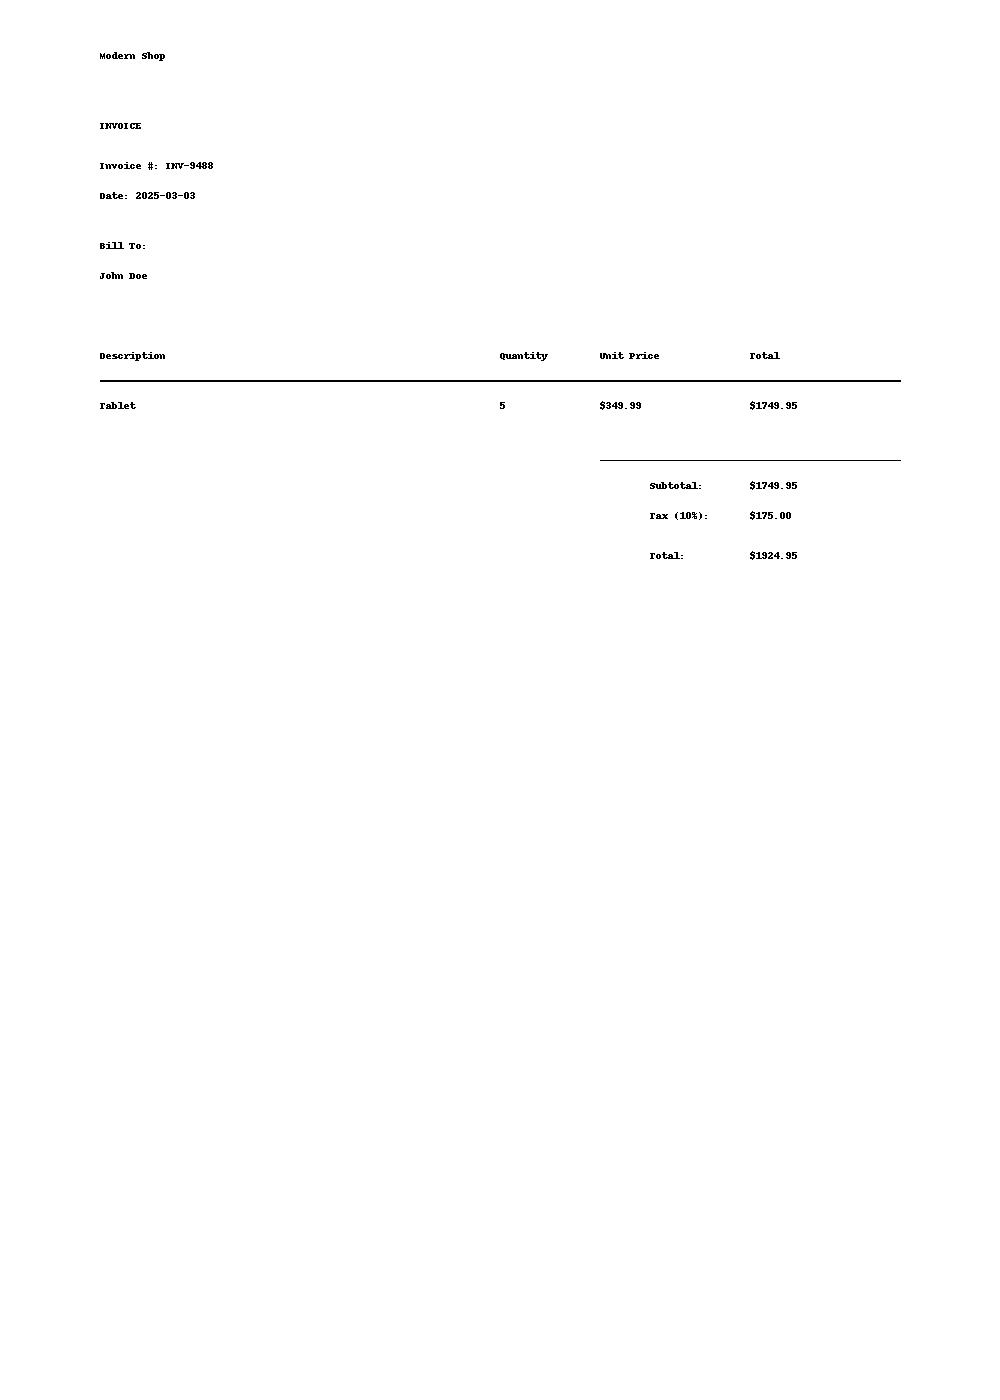 Modern Shop
INVOICE
Invoice #: INV-9488
Date: 2025-03-03
Bill To:
John Doe
Description Quantity Unit Price Total
Tablet 5 $349.99 $1749.95
Subtotal: $1749.95
Tax (10%): $175.00
Total: $1924.95